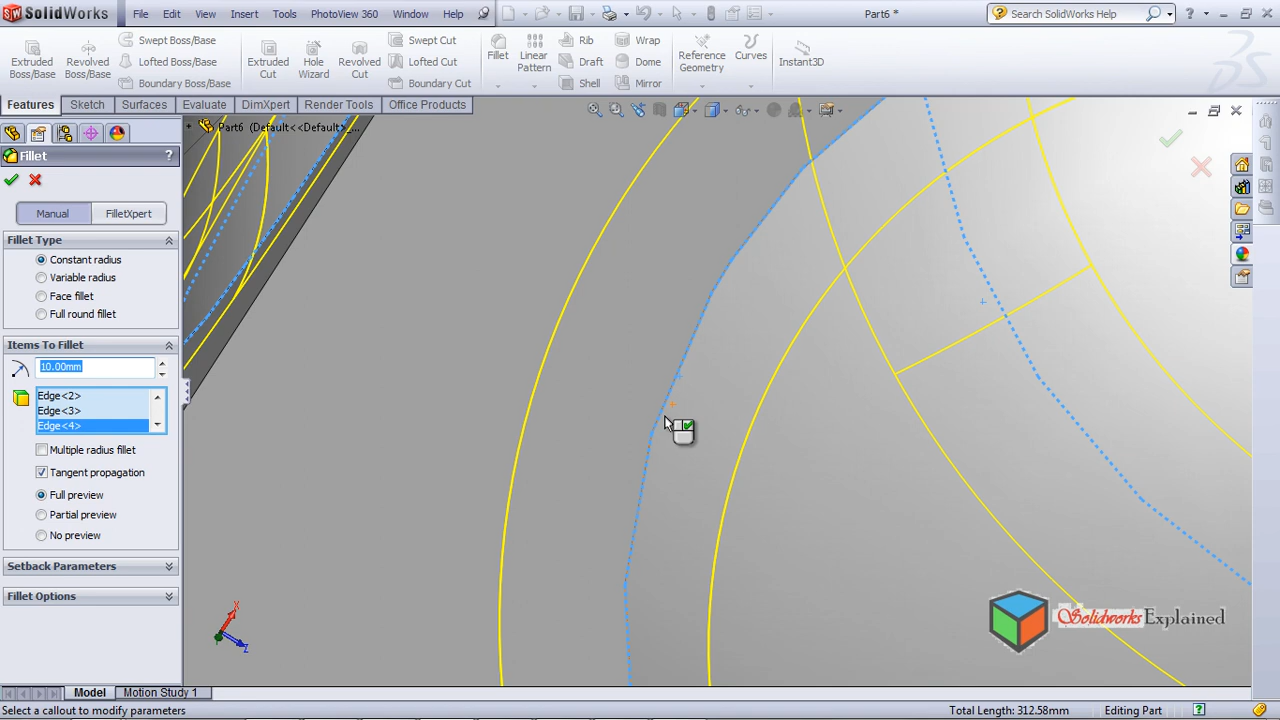 SolidWorks
File
Edit
View
Insert
Tools
PhotoView 360
Window
Help
Part6 *
Search SolidWorks Help
Extruded Boss/Base
Revolved Boss/Base
Swept Boss/Base
Lofted Boss/Base
Boundary Boss/Base
Extruded Cut
Hole Wizard
Revolved Cut
Swept Cut
Lofted Cut
Boundary Cut
Fillet
Linear Pattern
Rib
Draft
Shell
Wrap
Dome
Mirror
Reference Geometry
Curves
Instant3D
Features
Sketch
Surfaces
Evaluate
DimXpert
Render Tools
Office Products
Part6 (Default<<Default>_...
Fillet
?
Manual
FilletXpert
Fillet Type
Constant radius
Variable radius
Face fillet
Full round fillet
Items To Fillet
10.00mm
Edge<2>
Edge<3>
Edge<4>
Multiple radius fillet
Tangent propagation
Full preview
Partial preview
No preview
Setback Parameters
Fillet Options
X
Z
Solidworks Explained
Model
Motion Study 1
Select a callout to modify parameters
Total Length: 312.58mm
Editing Part
?